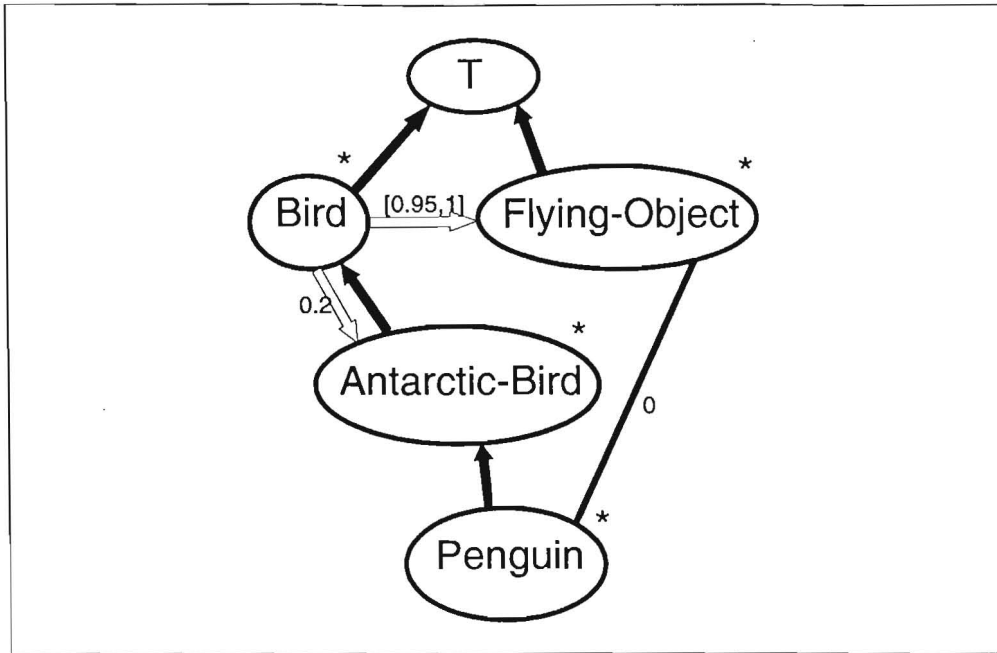 T
*
*
Bird
[0.95,1]
Flying-Object
0.2
*
Antarctic-Bird
0
*
Penguin